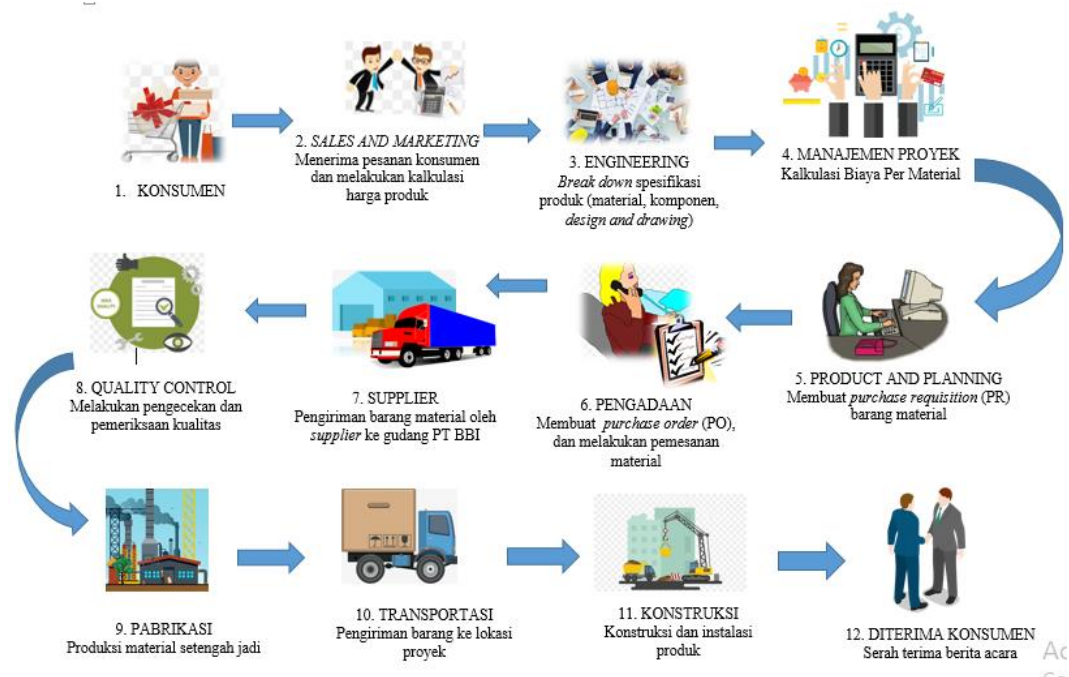 1. KONSUMEN
2. SALES AND MARKETING
Menerima pesanan konsumen
dan melakukan kalkulasi
harga produk
3. ENGINEERING
Break down spesifikasi
produk (material, komponen,
design and drawing)
4. MANAJEMEN PROYEK
Kalkulasi Biaya Per Material
5. PRODUCT AND PLANNING
Membuat purchase requisition (PR)
barang material
6. PENGADAAN
Membuat purchase order (PO),
dan melakukan pemesanan
material
7. SUPPLIER
Pengiriman barang material oleh
supplier ke gudang PT BBI
8. QUALITY CONTROL
Melakukan pengecekan dan
pemeriksaan kualitas
9. PABRIKASI
Produksi material setengah jadi
10. TRANSPORTASI
Pengiriman barang ke lokasi
proyek
11. KONSTRUKSI
Konstruksi dan instalasi
produk
12. DITERIMA KONSUMEN
Serah terima berita acara